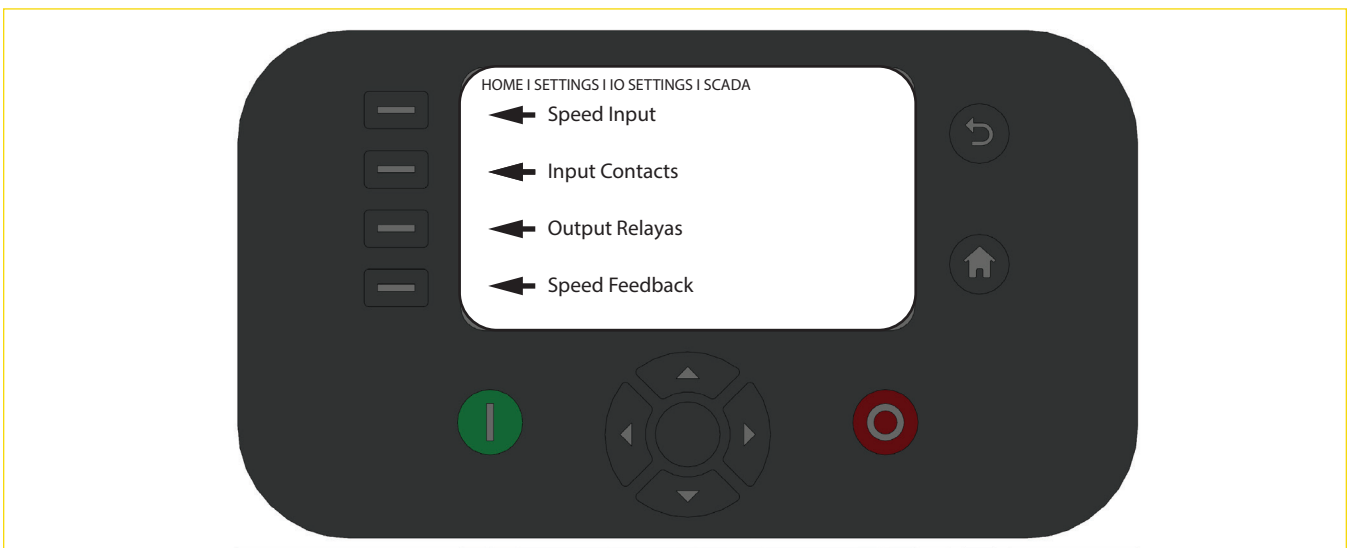 HOME I SETTINGS I IO SETTINGS I SCADA
Speed Input
Input Contacts
Output Relayas
Speed Feedback